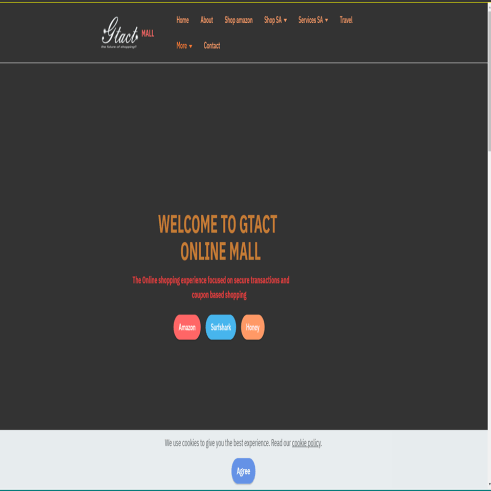 Gtact MALL
the future of shopping!!
Home About Shop amazon Shop SA Services SA Travel
More Contact
WELCOME TO GTACT
ONLINE MALL
The Online shopping experience focused on secure transactions and
coupon based shopping
Amazon Surfshark Honey
We use cookies to give you the best experience. Read our cookie policy.
Agree